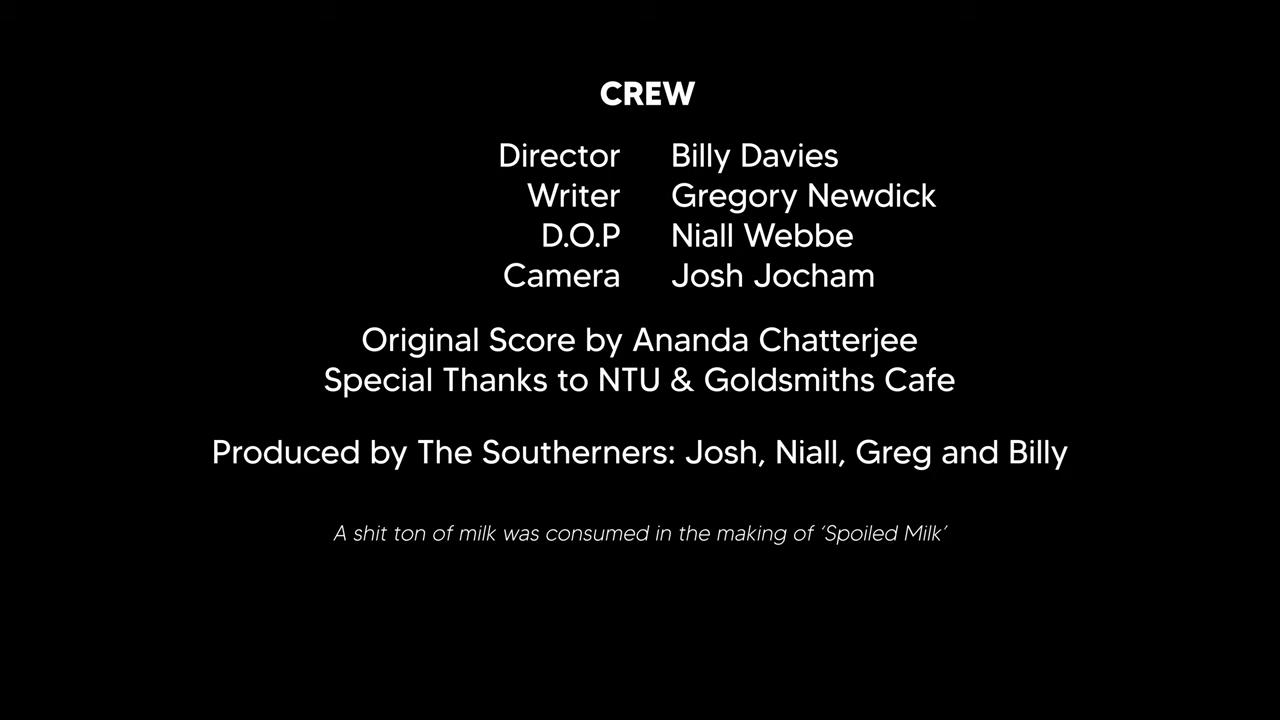 CREW
Director Billy Davies
Writer Gregory Newdick
D.O.P Niall Webbe
Camera Josh Jocham
Original Score by Ananda Chatterjee
Special Thanks to NTU & Goldsmiths Cafe
Produced by The Southerners: Josh, Niall, Greg and Billy
A shit ton of milk was consumed in the making of ‘Spoiled Milk’